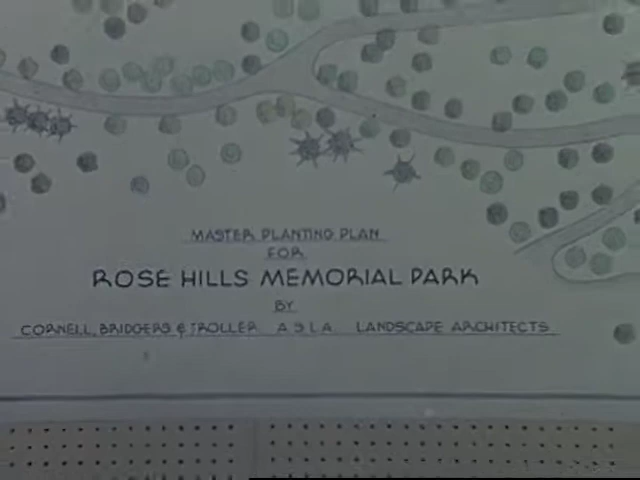 MASTER PLANTING PLAN
FOR
ROSE HILLS MEMORIAL PARK
BY
CORNELL, BRIDGERS & TROLLER A.S.L.A. LANDSCAPE ARCHITECTS